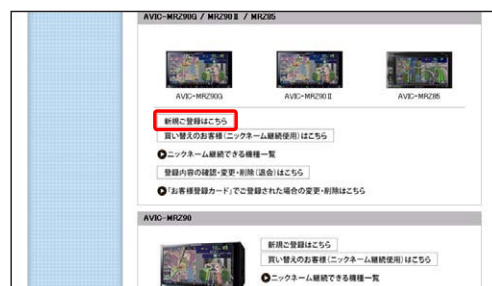 AVIC-MRZ90G / MRZ90Ⅱ / MRZ85
AVIC-MRZ90G
AVIC-MRZ90Ⅱ
AVIC-MRZ85
新規ご登録はこちら
買い替えのお客様(ニックネーム継続使用)はこちら
ニックネーム継続できる機種一覧
登録内容の確認・変更・削除(退会)はこちら
「お客様登録カード」でご登録された場合の変更・削除はこちら
AVIC-MRZ90
新規ご登録はこちら
買い替えのお客様(ニックネーム継続使用)はこちら
ニックネーム継続できる機種一覧